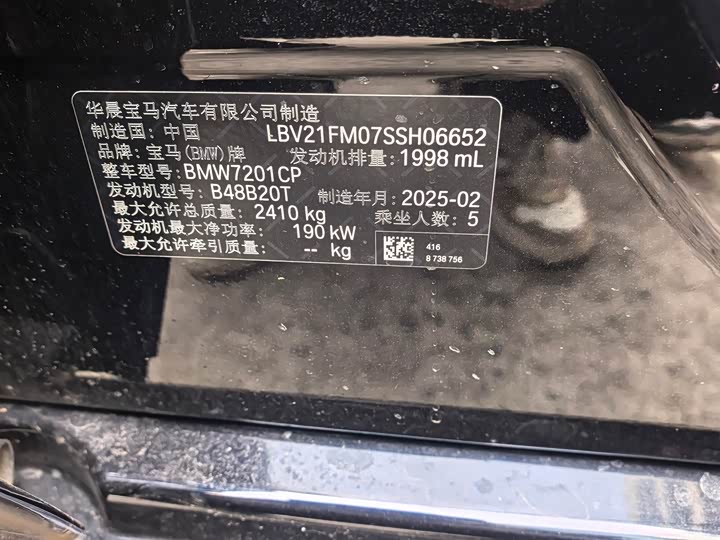 华晨宝马汽车有限公司制造
制造国: 中国 LBV21FM07SSH06652
品牌: 宝马(BMW)牌 发动机排量: 1998 mL
整车型号: BMW7201CP
发动机型号: B48B20T 制造年月: 2025-02
最大允许总质量: 2410 kg 乘坐人数: 5
发动机最大净功率: 190 kW
最大允许牵引质量: -- kg
416
8 738 756